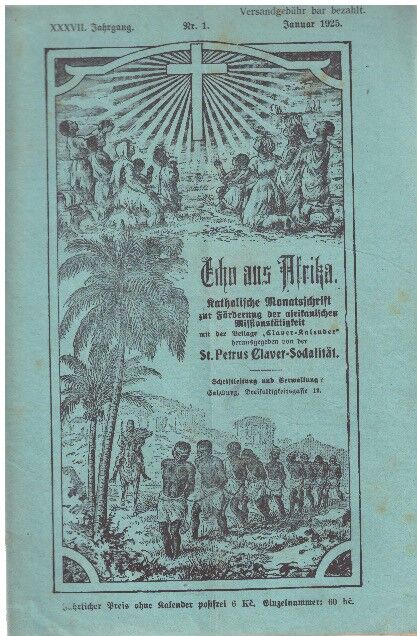 Versandgebühr bar bezahlt.
XXXVII. Jahrgang. Nr. 1. Januar 1925.
Echo aus Afrika.
Katholische Monatsschrift
zur Förderung der afrikanischen
Missionstätigkeit
mit der Beilage „Claver-Kalender"
herausgegeben von der
St. Petrus Claver-Sodalität.
Schriftleitung und Verwaltung:
Salzburg, Dreifaltigkeitsgasse 19.
Jährlicher Preis ohne Kalender postfrei 6 Kč. Einzelnummer: 60 hč.